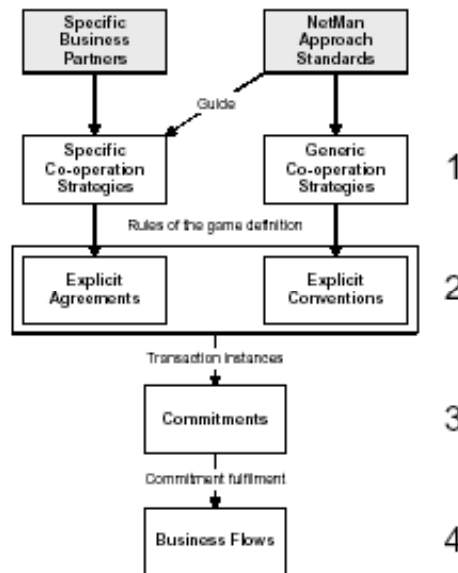 Specific
Business
Partners
NetMan
Approach
Standards
Guide
Specific
Co-operation
Strategies
Generic
Co-operation
Strategies
1
Rules of the game definition
Explicit
Agreements
Explicit
Conventions
2
Transaction instances
Commitments
3
Commitment fulfilment
Business Flows
4